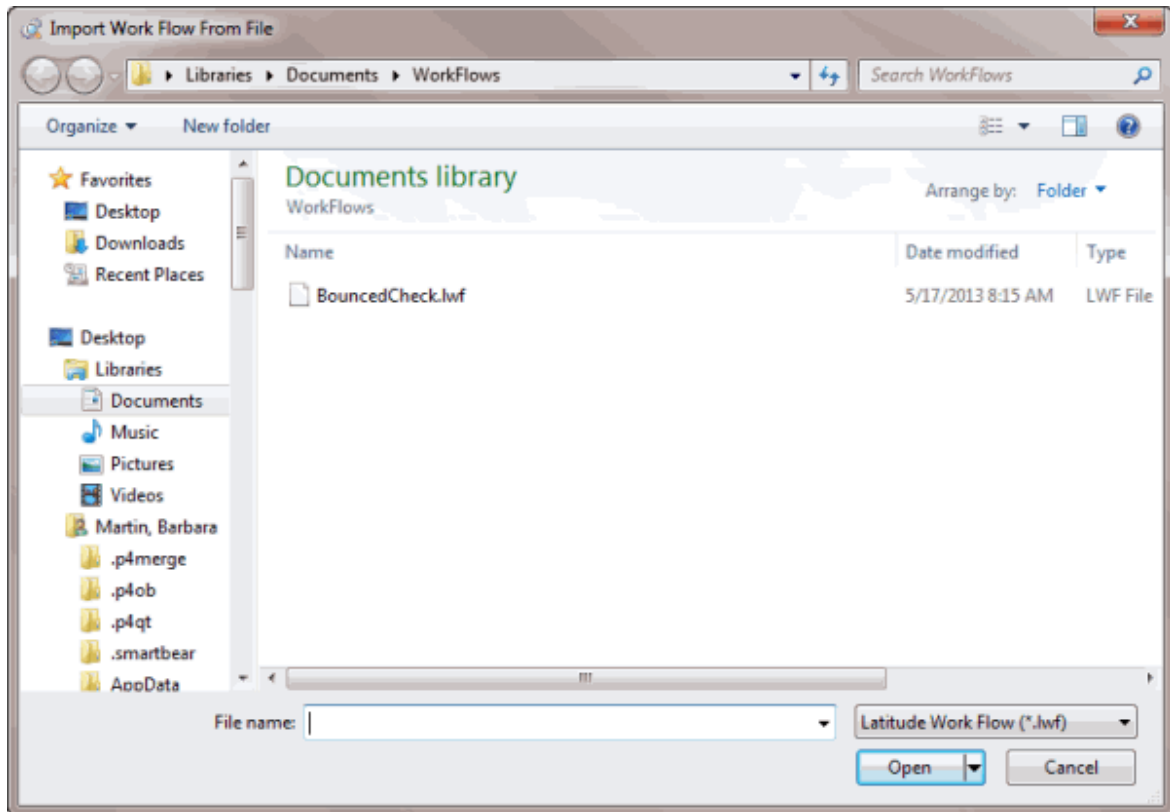 Import Work Flow From File
Libraries Documents WorkFlows
Search WorkFlows
Organize New folder
Favorites
Desktop
Downloads
Recent Places
Desktop
Libraries
Documents
Music
Pictures
Videos
Martin, Barbara
.p4merge
.p4ob
.p4qt
.smartbear
AppData
Documents library
WorkFlows
Arrange by: Folder
Name Date modified Type
BouncedCheck.lwf 5/17/2013 8:15 AM LWF File
File name:
Latitude Work Flow (*.lwf)
Open Cancel